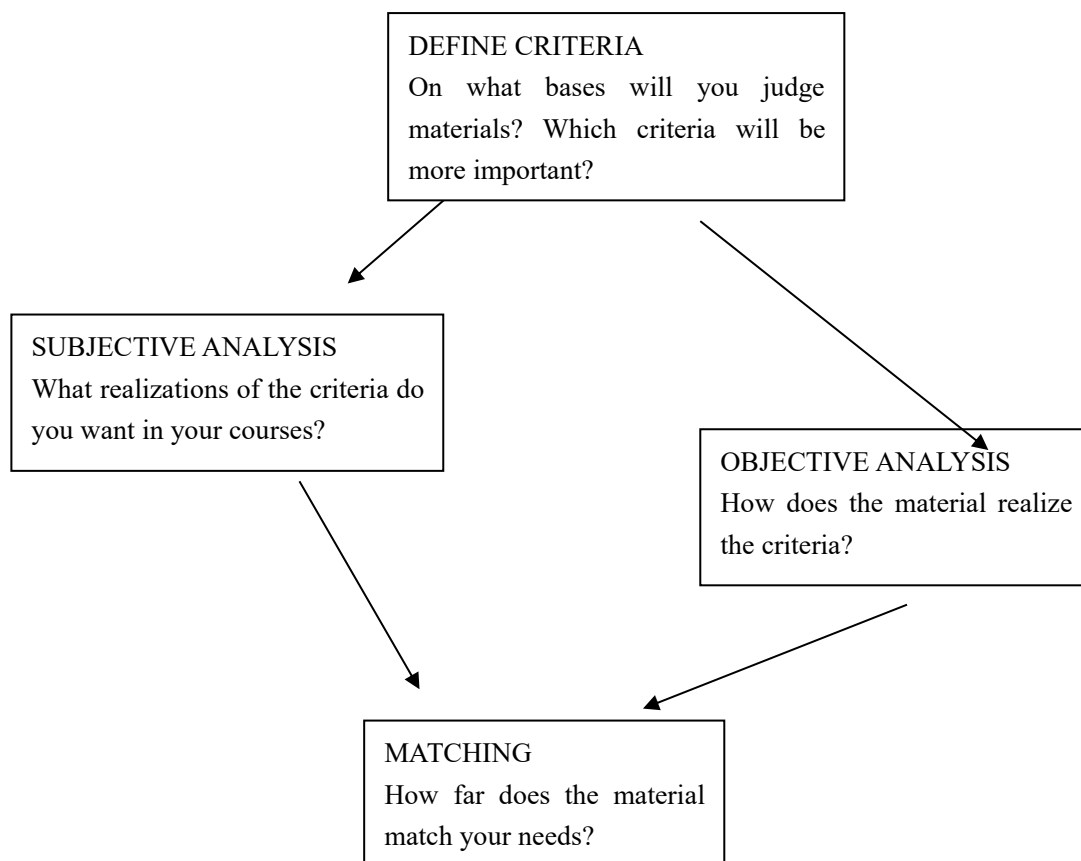 DEFINE CRITERIA
On what bases will you judge
materials? Which criteria will be
more important?
SUBJECTIVE ANALYSIS
What realizations of the criteria do
you want in your courses?
OBJECTIVE ANALYSIS
How does the material realize
the criteria?
MATCHING
How far does the material
match your needs?